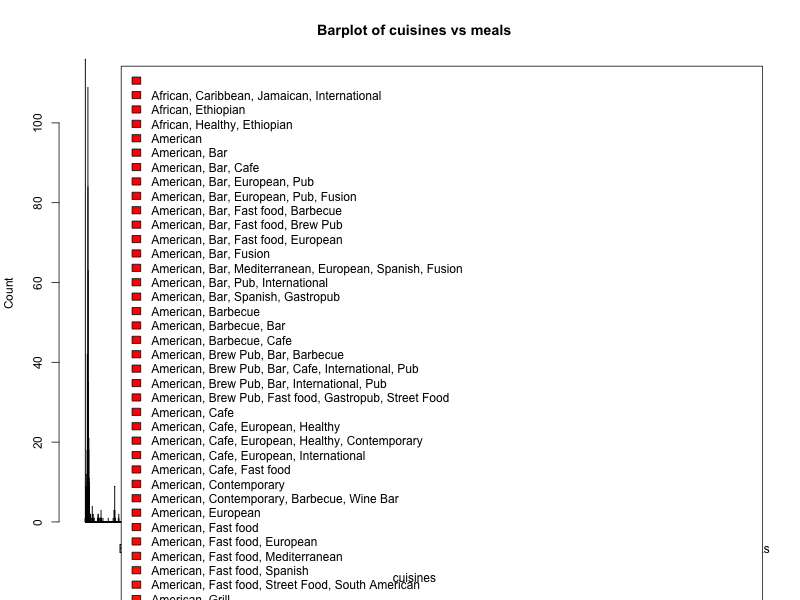 Barplot of cuisines vs meals
African, Caribbean, Jamaican, International
African, Ethiopian
African, Healthy, Ethiopian
American
American, Bar
American, Bar, Cafe
American, Bar, European, Pub
American, Bar, European, Pub, Fusion
American, Bar, Fast food, Barbecue
American, Bar, Fast food, Brew Pub
American, Bar, Fast food, European
American, Bar, Fusion
American, Bar, Mediterranean, European, Spanish, Fusion
American, Bar, Pub, International
American, Bar, Spanish, Gastropub
American, Barbecue
American, Barbecue, Bar
American, Barbecue, Cafe
American, Brew Pub, Bar, Barbecue
American, Brew Pub, Bar, Cafe, International, Pub
American, Brew Pub, Bar, International, Pub
American, Brew Pub, Fast food, Gastropub, Street Food
American, Cafe
American, Cafe, European, Healthy
American, Cafe, European, Healthy, Contemporary
American, Cafe, European, International
American, Cafe, Fast food
American, Contemporary
American, Contemporary, Barbecue, Wine Bar
American, European
American, Fast food
American, Fast food, European
American, Fast food, Mediterranean
American, Fast food, Spanish
American, Fast food, Street Food, South American
American, Grill
Count
100
80
60
40
20
0
cuisines